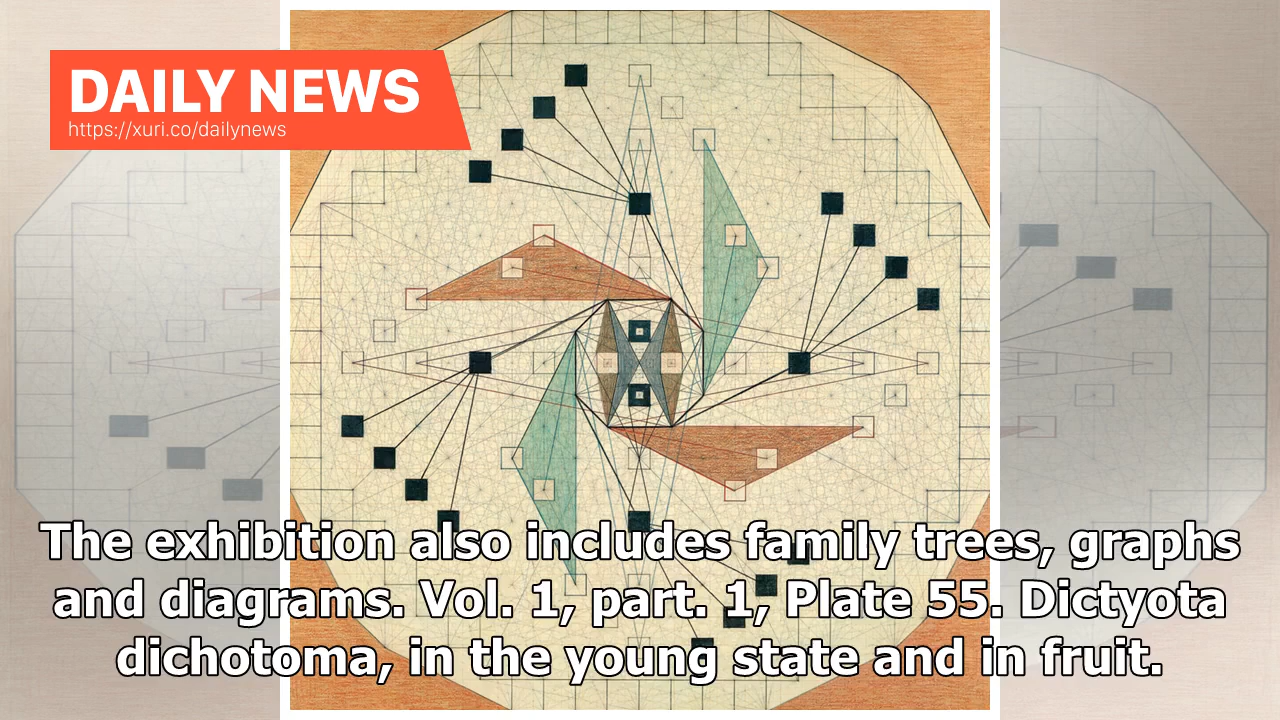 DAILY NEWS
https://xuri.co/dailynews
The exhibition also includes family trees, graphs
and diagrams. Vol. 1, part. 1, Plate 55. Dictyota
dichotoma, in the young state and in fruit.